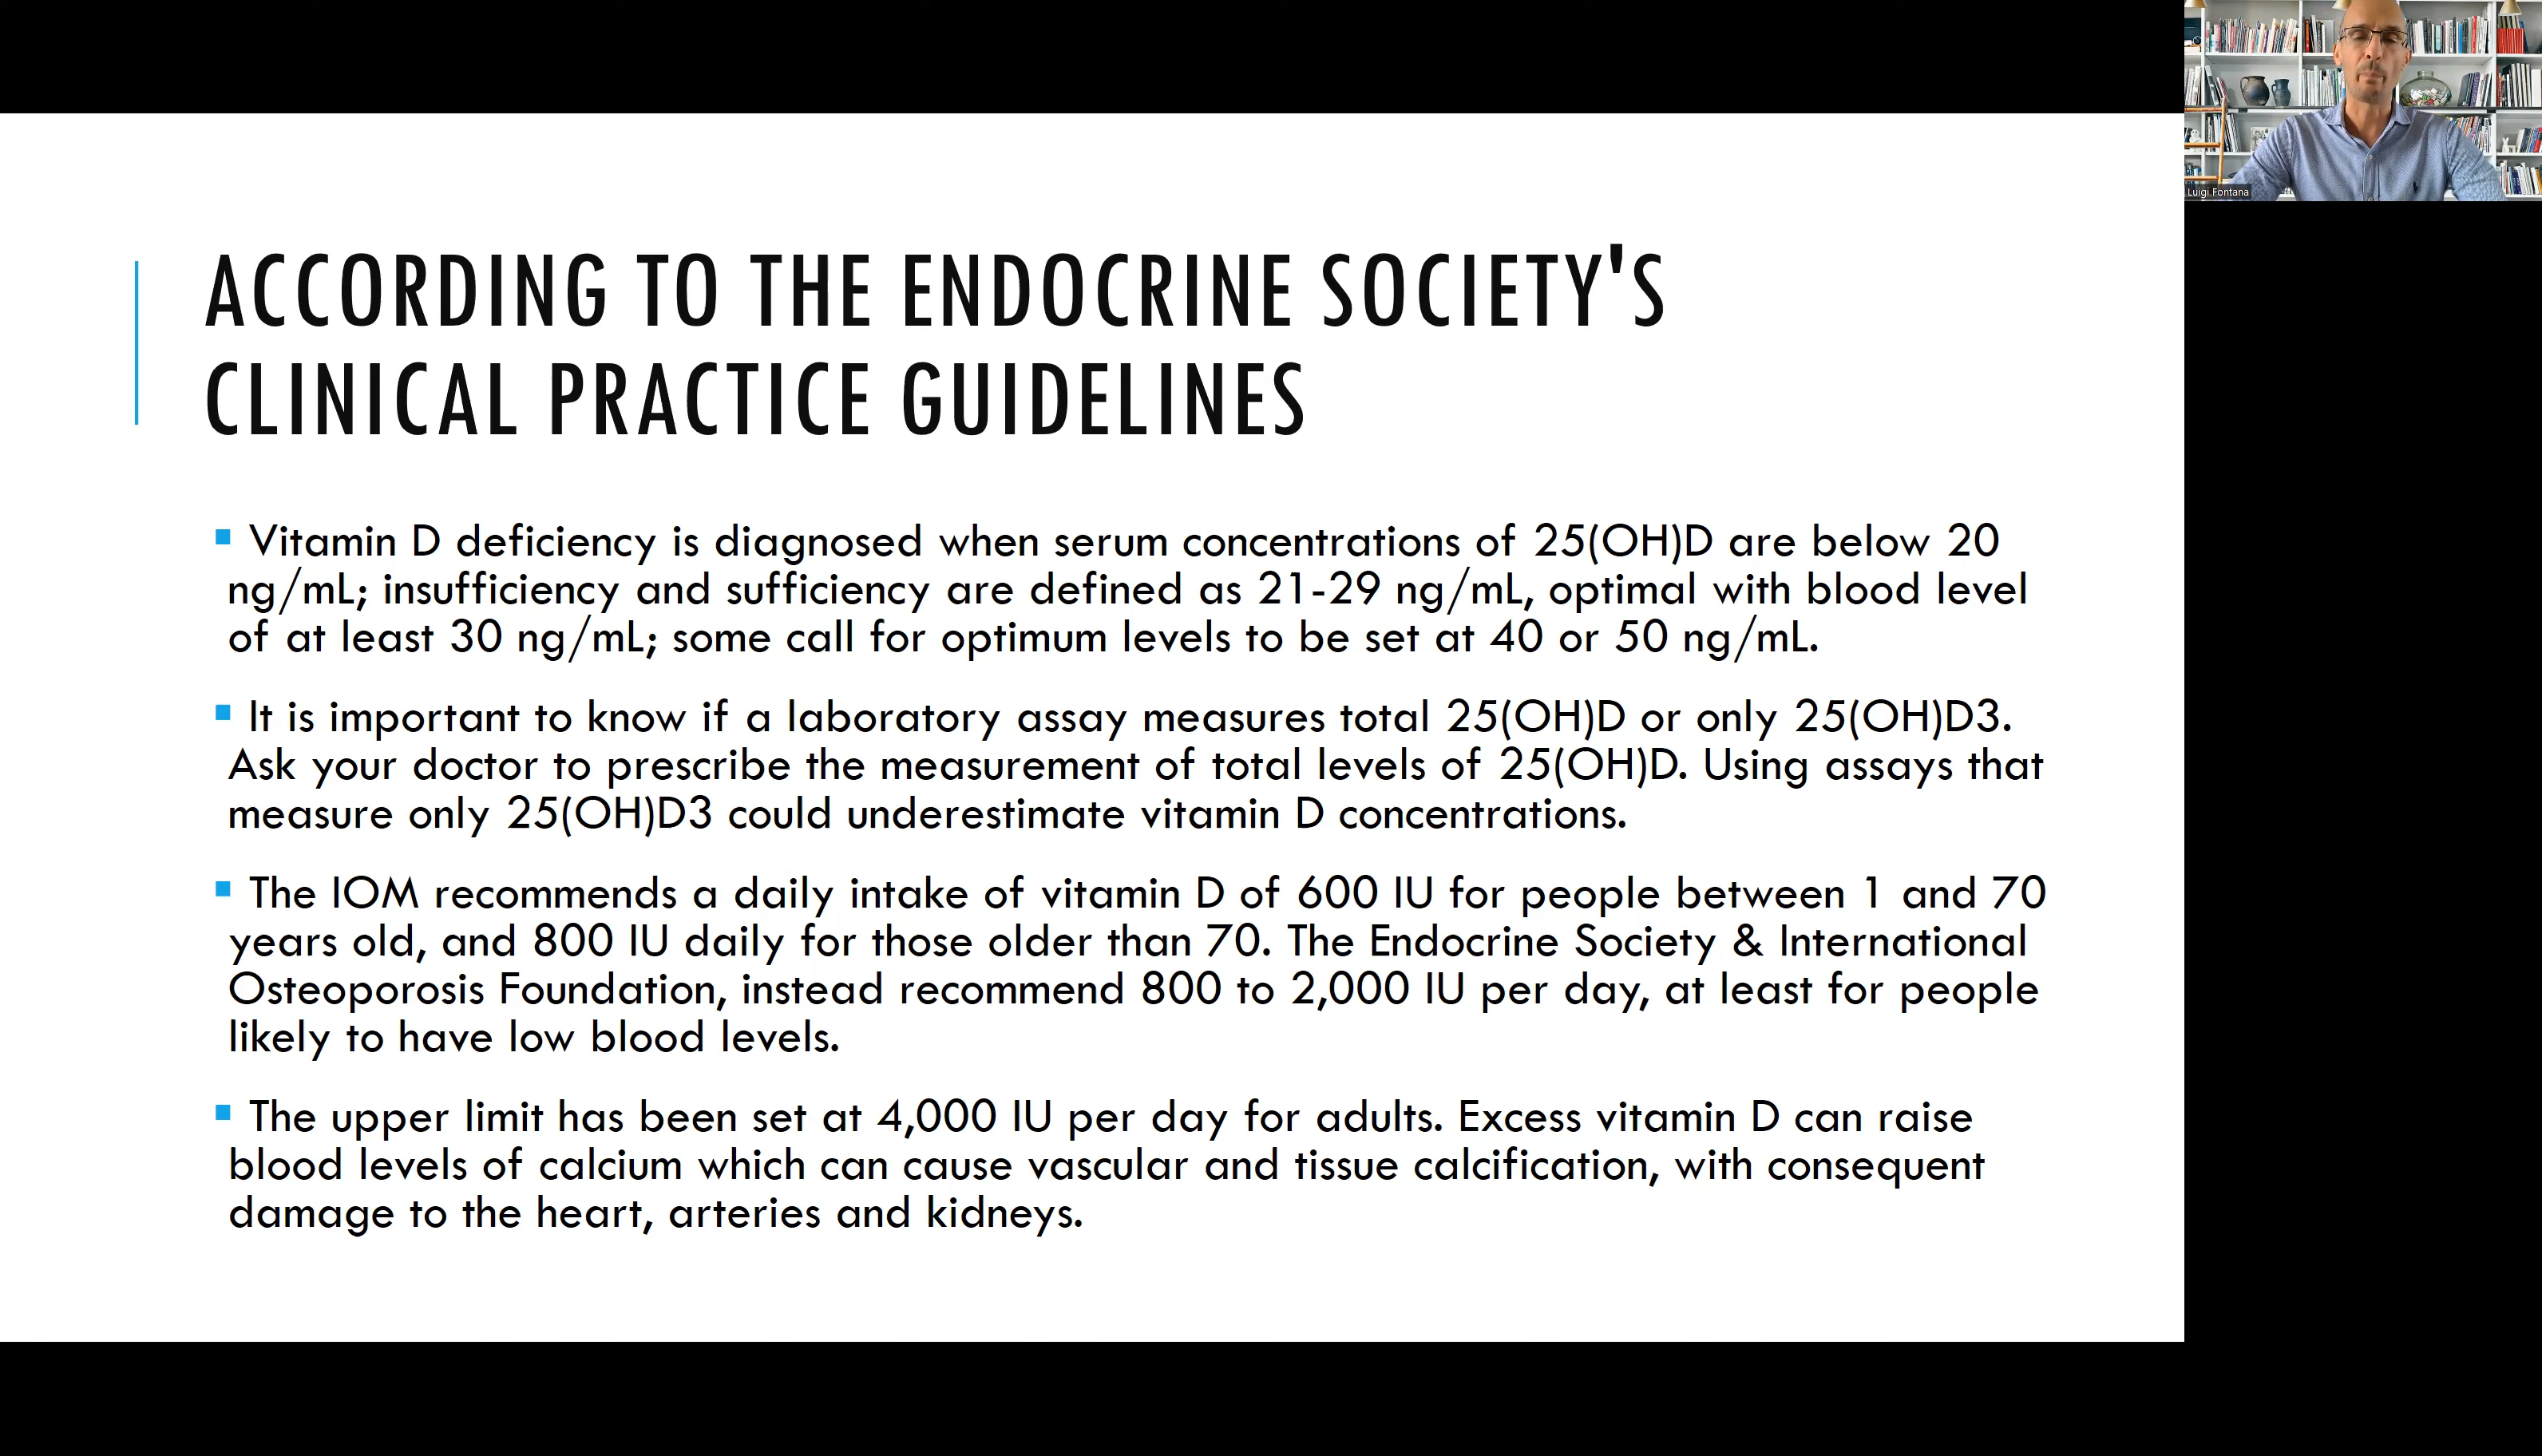 ACCORDING TO THE ENDOCRINE SOCIETY'S
CLINICAL PRACTICE GUIDELINES
Vitamin D deficiency is diagnosed when serum concentrations of 25(OH)D are below 20
ng/mL; insufficiency and sufficiency are defined as 21-29 ng/mL, optimal with blood level
of at least 30 ng/mL; some call for optimum levels to be set at 40 or 50 ng/mL.
It is important to know if a laboratory assay measures total 25(OH)D or only 25(OH)D3.
Ask your doctor to prescribe the measurement of total levels of 25(OH)D. Using assays that
measure only 25(OH)D3 could underestimate vitamin D concentrations.
The IOM recommends a daily intake of vitamin D of 600 IU for people between 1 and 70
years old, and 800 IU daily for those older than 70. The Endocrine Society & International
Osteoporosis Foundation, instead recommend 800 to 2,000 IU per day, at least for people
likely to have low blood levels.
The upper limit has been set at 4,000 IU per day for adults. Excess vitamin D can raise
blood levels of calcium which can cause vascular and tissue calcification, with consequent
damage to the heart, arteries and kidneys.
Luigi Fontana